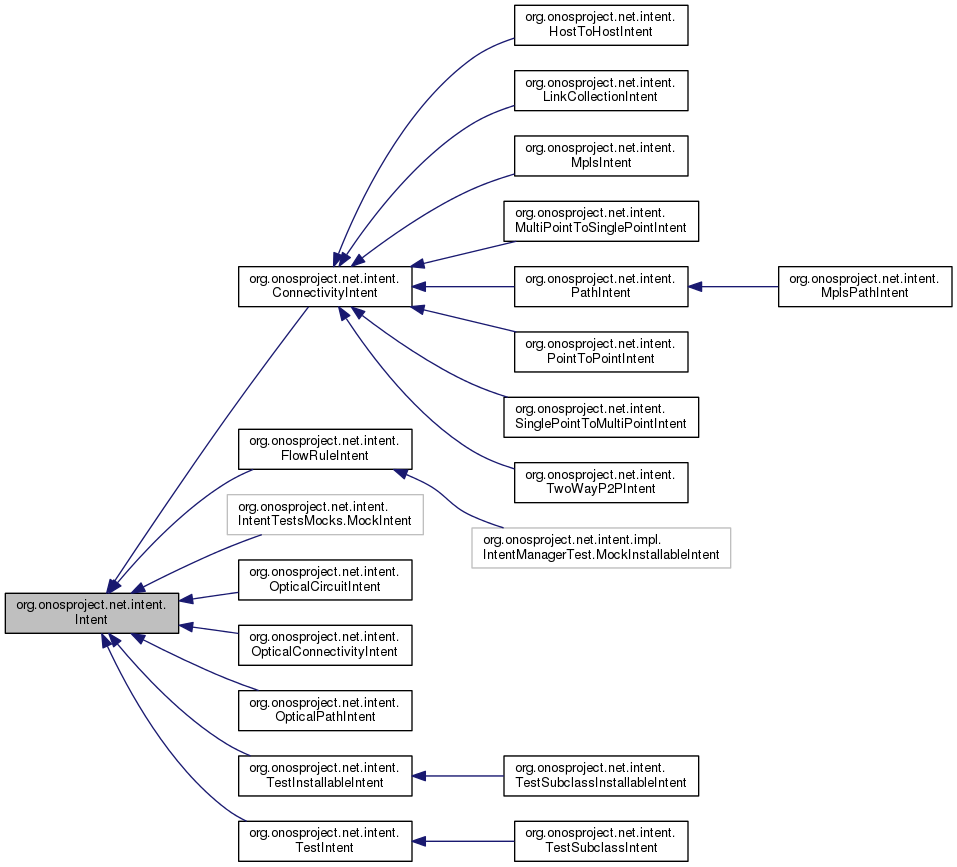 org.onosproject.net.intent.
HostToHostIntent
org.onosproject.net.intent.
LinkCollectionIntent
org.onosproject.net.intent.
MplsIntent
org.onosproject.net.intent.
MultiPointToSinglePointIntent
org.onosproject.net.intent.
ConnectivityIntent
org.onosproject.net.intent.
PathIntent
org.onosproject.net.intent.
MplsPathIntent
org.onosproject.net.intent.
PointToPointIntent
org.onosproject.net.intent.
SinglePointToMultiPointIntent
org.onosproject.net.intent.
FlowRuleIntent
org.onosproject.net.intent.
TwoWayP2PIntent
org.onosproject.net.intent.
IntentTestsMocks.MockIntent
org.onosproject.net.intent.impl.
IntentManagerTest.MockInstallableIntent
org.onosproject.net.intent.
OpticalCircuitIntent
org.onosproject.net.intent.
Intent
org.onosproject.net.intent.
OpticalConnectivityIntent
org.onosproject.net.intent.
OpticalPathIntent
org.onosproject.net.intent.
TestInstallableIntent
org.onosproject.net.intent.
TestSubclassInstallableIntent
org.onosproject.net.intent.
TestIntent
org.onosproject.net.intent.
TestSubclassIntent